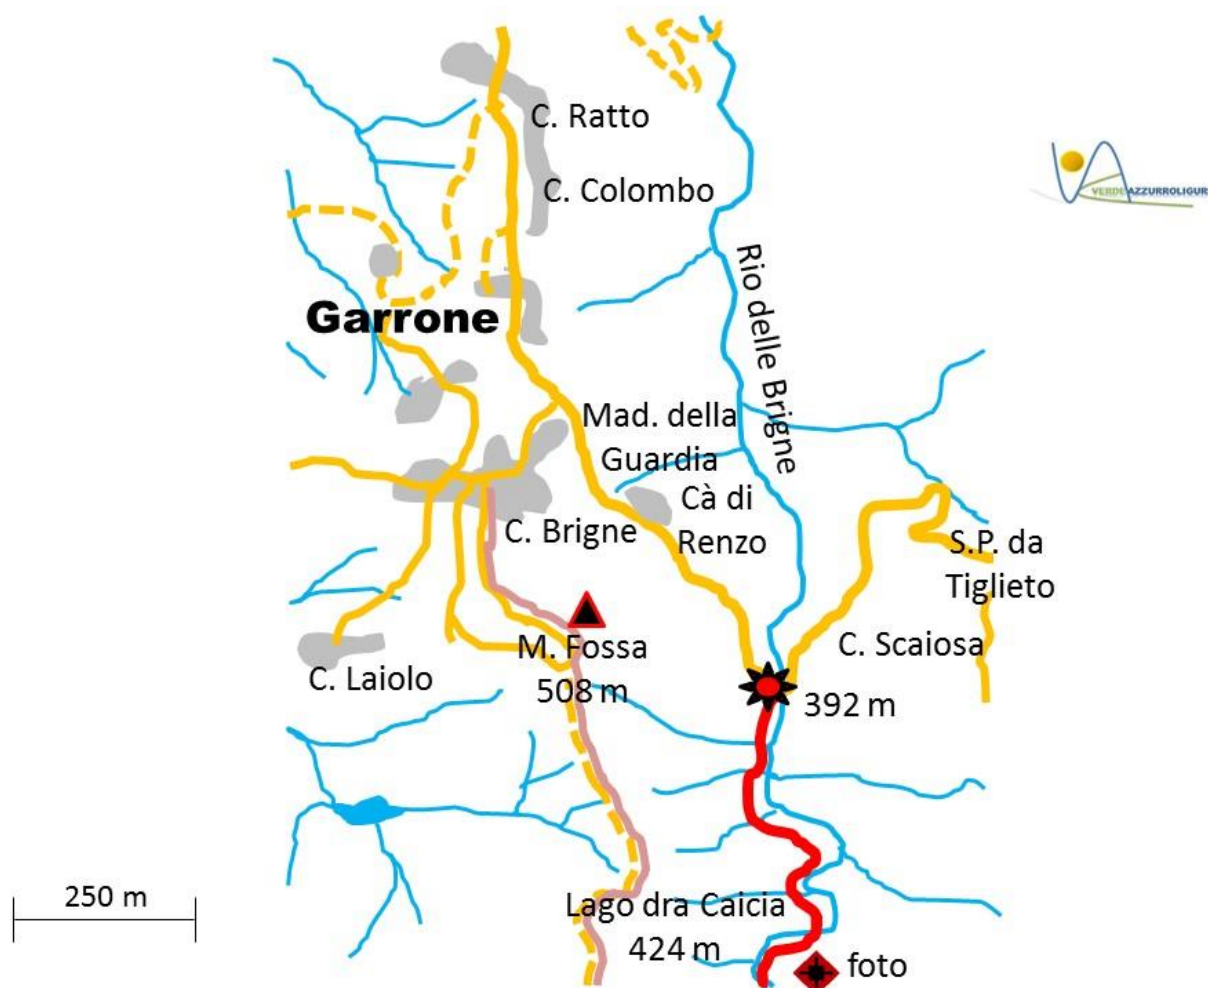 C. Ratto
C. Colombo
VERDEAZZURROLIGUR
Rio delle Brigne
Garrone
Mad. della
Guardia
Cà di
Renzo
C. Brigne
S.P. da
Tiglieto
M. Fossa
508 m
C. Scaiosa
C. Laiolo
392 m
250 m
Lago dra Caicia
424 m
foto